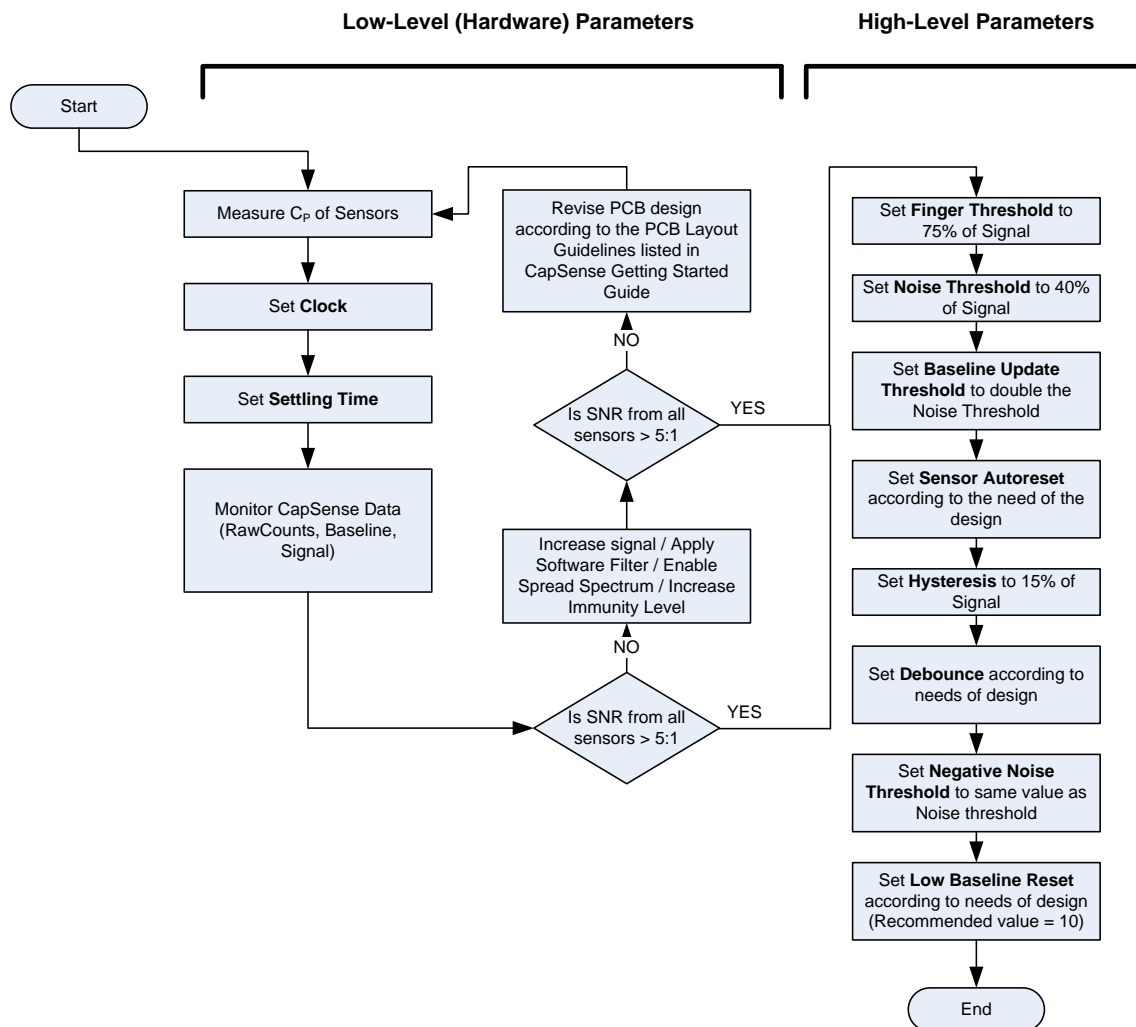 Low-Level (Hardware) Parameters
High-Level Parameters
Start
Measure CP of Sensors
Set Clock
Set Settling Time
Monitor CapSense Data
(RawCounts, Baseline,
Signal)
Revise PCB design
according to the PCB Layout
Guidelines listed in
CapSense Getting Started
Guide
NO
Is SNR from all
sensors > 5:1
YES
Increase signal / Apply
Software Filter / Enable
Spread Spectrum / Increase
Immunity Level
NO
Is SNR from all
sensors > 5:1
YES
Set Finger Threshold to
75% of Signal
Set Noise Threshold to 40%
of Signal
Set Baseline Update
Threshold to double the
Noise Threshold
Set Sensor Autoreset
according to the need of the
design
Set Hysteresis to 15% of
Signal
Set Debounce according to
needs of design
Set Negative Noise
Threshold to same value as
Noise threshold
Set Low Baseline Reset
according to needs of design
(Recommended value = 10)
End